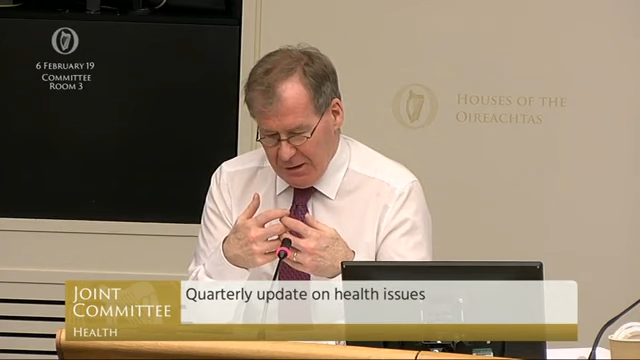 6 FEBRUARY 19
COMMITTEE
ROOM 3
HOUSES OF THE
OIREACHTAS
JOINT
COMMITTEE
HEALTH
Quarterly update on health issues